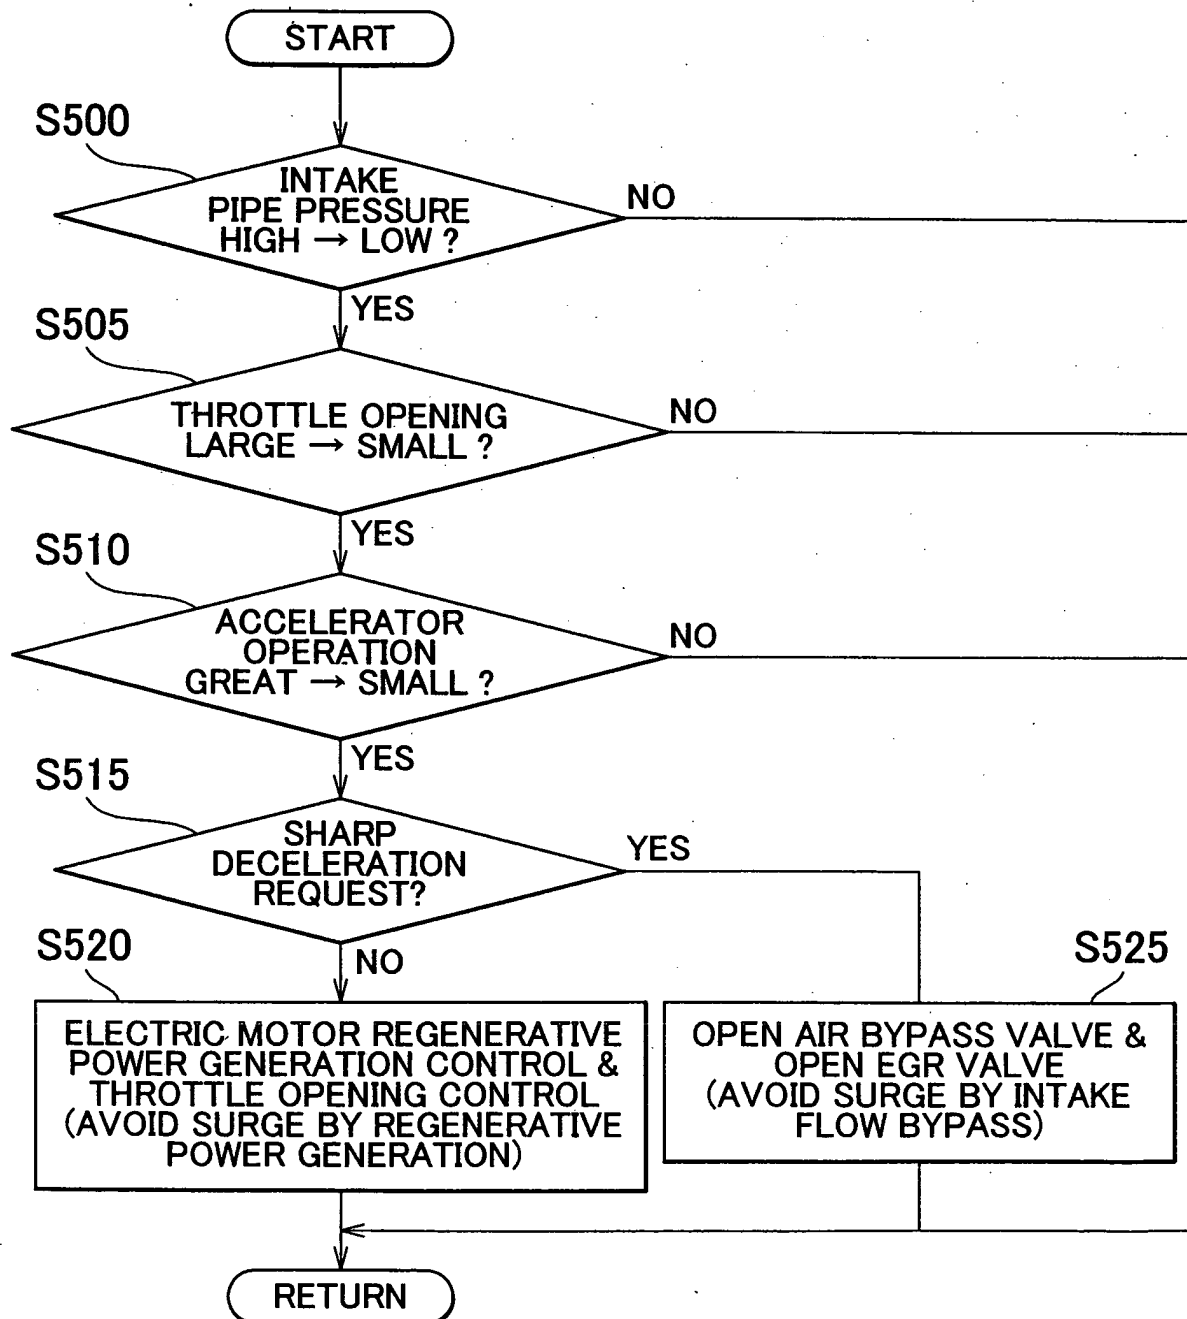 START
S500
INTAKE
PIPE PRESSURE
HIGH → LOW ?
NO
YES
S505
THROTTLE OPENING
LARGE → SMALL ?
NO
YES
S510
ACCELERATOR
OPERATION
GREAT → SMALL ?
NO
YES
S515
SHARP
DECELERATION
REQUEST?
YES
NO
S520
ELECTRIC MOTOR REGENERATIVE
POWER GENERATION CONTROL &
THROTTLE OPENING CONTROL
(AVOID SURGE BY REGENERATIVE
POWER GENERATION)
S525
OPEN AIR BYPASS VALVE &
OPEN EGR VALVE
(AVOID SURGE BY INTAKE
FLOW BYPASS)
RETURN